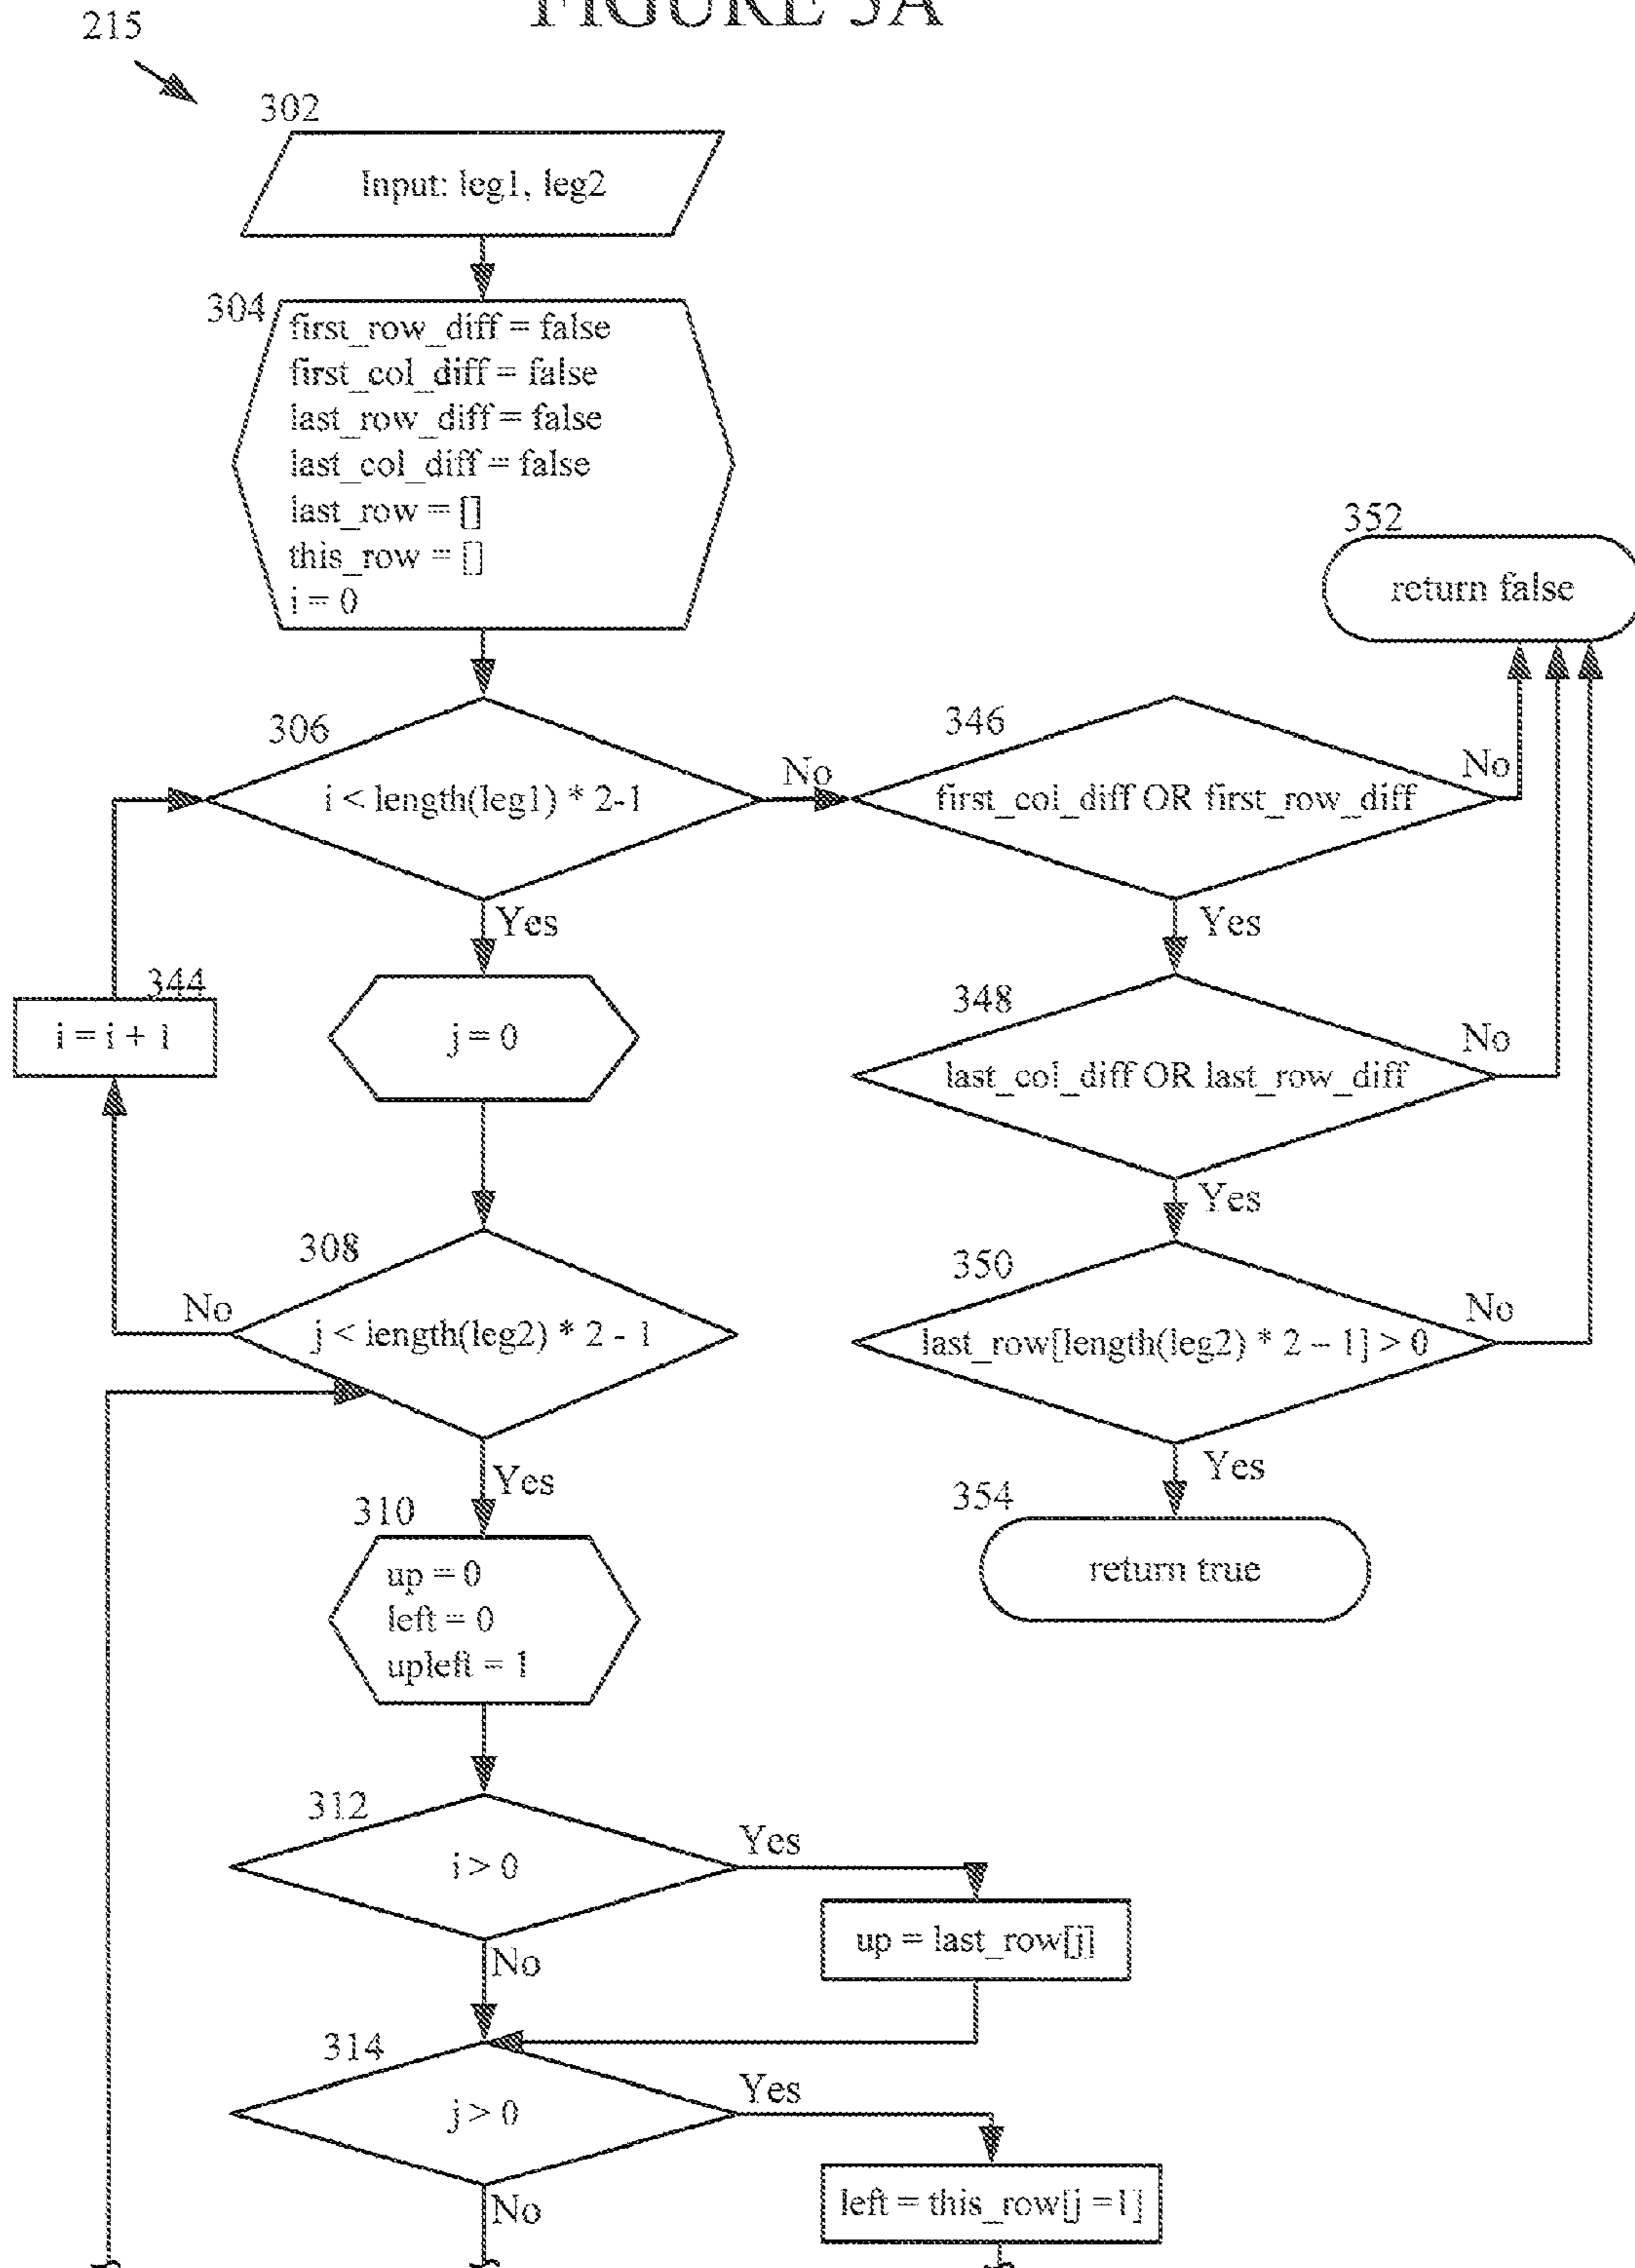 FIGURE 3A
215
302
Input: leg1, leg2
304
first_row_diff = false
first_col_diff = false
last_row_diff = false
last_col_diff = false
last_row = []
this_row = []
i = 0
352
return false
306
i < length(leg1) * 2-1
No
346
first_col_diff OR first_row_diff
No
Yes
Yes
344
i = i + 1
j = 0
348
last_col_diff OR last_row_diff
No
Yes
308
j < length(leg2) * 2 - 1
No
350
last_row[length(leg2) * 2 – 1] > 0
No
Yes
Yes
310
up = 0
left = 0
upleft = 1
354
return true
312
i > 0
Yes
up = last_row[j]
No
314
j > 0
Yes
left = this_row[j =1]
No